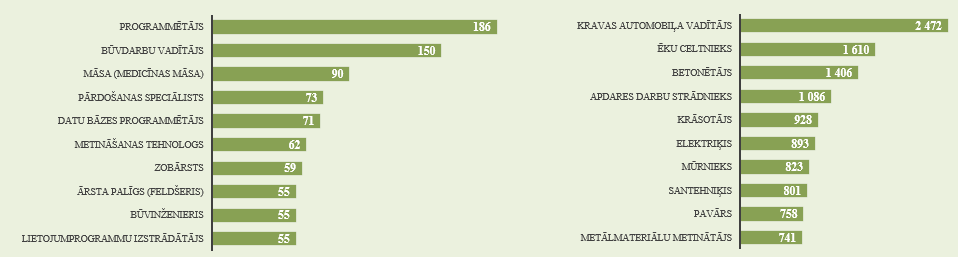 PROGRAMMĒTĀJS 186
BŪVDARBU VADĪTĀJS 150
MĀSA (MEDICĪNAS MĀSA) 90
PĀRDOŠANAS SPECIĀLISTS 73
DATU BĀZES PROGRAMMĒTĀJS 71
METINĀŠANAS TEHNOLOGS 62
ZOBĀRSTS 59
ĀRSTA PALĪGS (FELDŠERIS) 55
BŪVINŽENIERIS 55
LIETOJUMPROGRAMMU IZSTRĀDĀTĀJS 55
KRAVAS AUTOMOBIĻA VADĪTĀJS 2 472
ĒKU CELTNIEKS 1 610
BETONĒTĀJS 1 406
APDARES DARBU STRĀDNIEKS 1 086
KRĀSOTĀJS 928
ELEKTRIĶIS 893
MŪRNIEKS 823
SANTEHNIĶIS 801
PAVĀRS 758
METĀLMATERIĀLU METINĀTĀJS 741